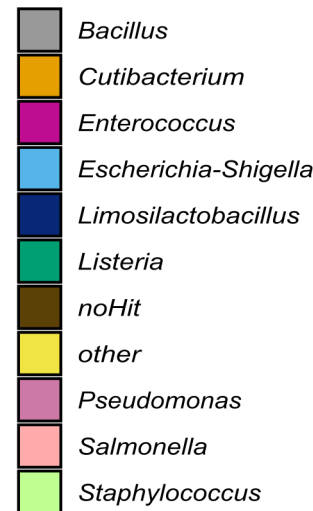 Bacillus
Cutibacterium
Enterococcus
Escherichia-Shigella
Limosilactobacillus
Listeria
noHit
other
Pseudomonas
Salmonella
Staphylococcus